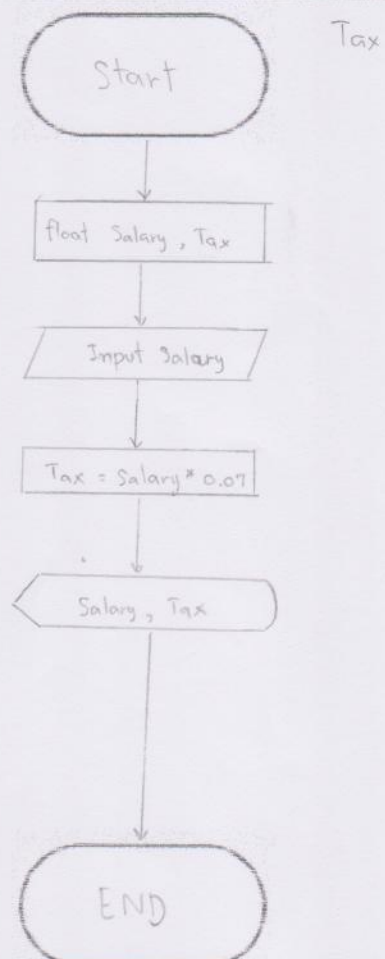 Tax
Start
float Salary, Tax
Input Salary
Tax = Salary * 0.07
Salary, Tax
END